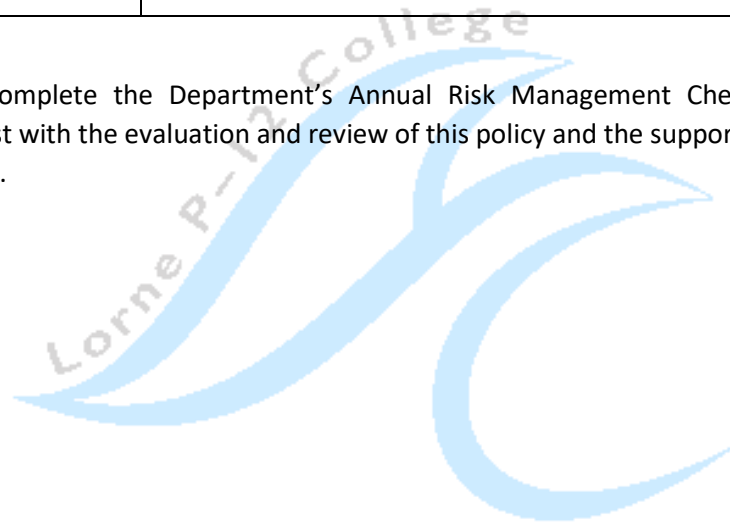 Lorne P-12 College
omplete the Department's Annual Risk Management Che
st with the evaluation and review of this policy and the suppor
.